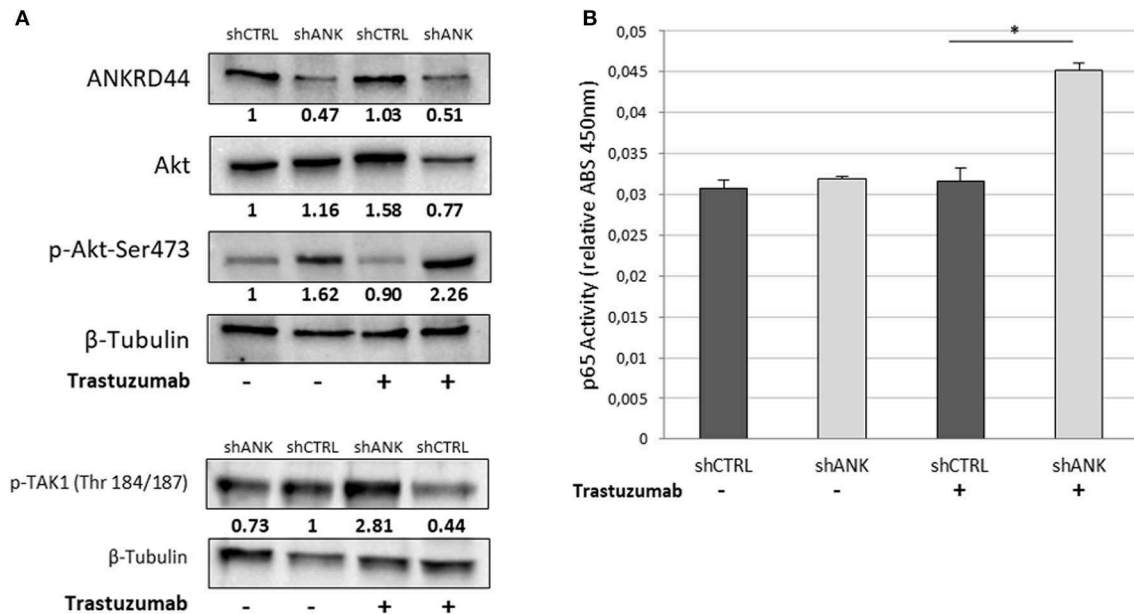 A
shCTRL shANK shCTRL shANK
ANKRD44
1 0.47 1.03 0.51
Akt
1 1.16 1.58 0.77
p-Akt-Ser473
1 1.62 0.90 2.26
β-Tubulin
Trastuzumab - - + +
shANK shCTRL shANK shCTRL
p-TAK1 (Thr 184/187)
0.73 1 2.81 0.44
β-Tubulin
Trastuzumab - - + +
B
p65 Activity (relative ABS 450nm)
0,05
0,045
0,04
0,035
0,03
0,025
0,02
0,015
0,01
0,005
0
*
shCTRL shANK shCTRL shANK
Trastuzumab - - + +